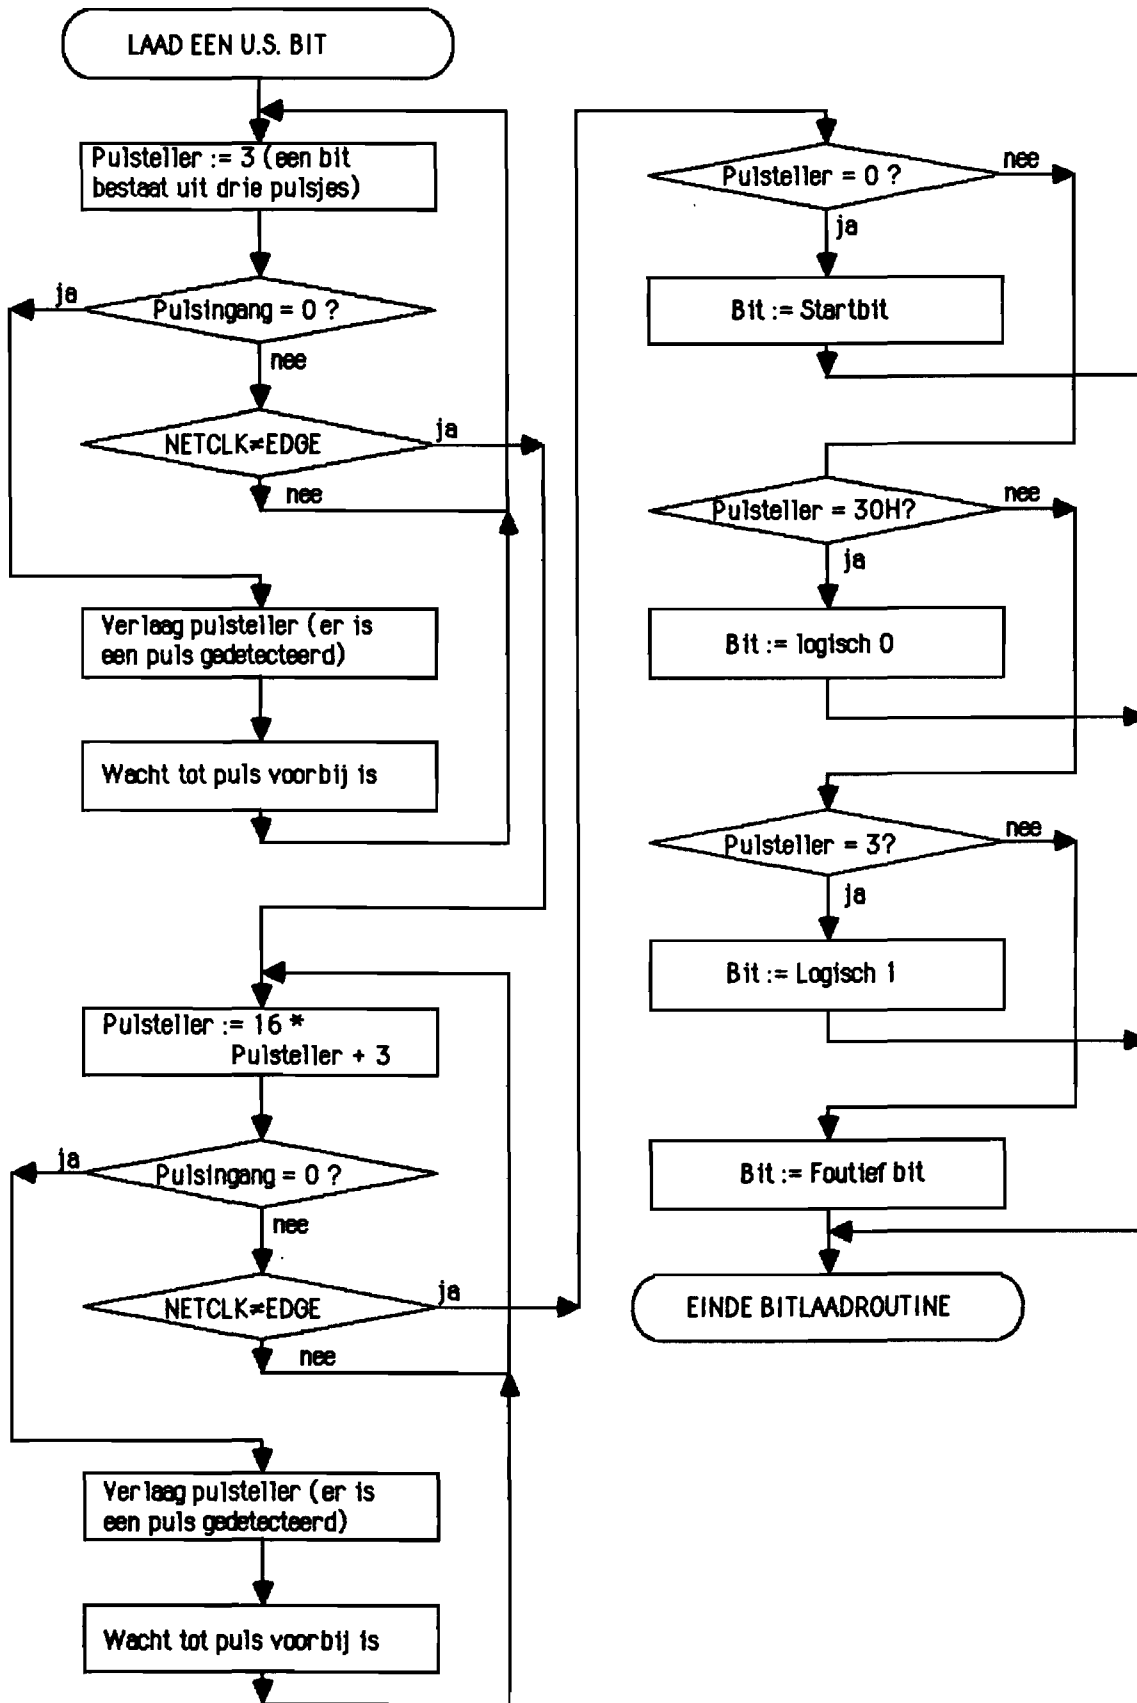 LAAD EEN U.S. BIT
Pulsteller := 3 (een bit
bestaat uit drie pulsjes)
ja
Pulsingang = 0 ?
nee
NETCLK≠EDGE
ja
nee
Verlaag pulsteller (er is
een puls gedetecteerd)
Wacht tot puls voorbij is
Pulsteller := 16 *
Pulsteller + 3
ja
Pulsingang = 0 ?
nee
NETCLK≠EDGE
ja
nee
Verlaag pulsteller (er is
een puls gedetecteerd)
Wacht tot puls voorbij is
Pulsteller = 0 ?
nee
ja
Bit := Startbit
Pulsteller = 30H?
nee
ja
Bit := logisch 0
Pulsteller = 3?
nee
ja
Bit := Logisch 1
Bit := Foutief bit
EINDE BITLAADROUTINE